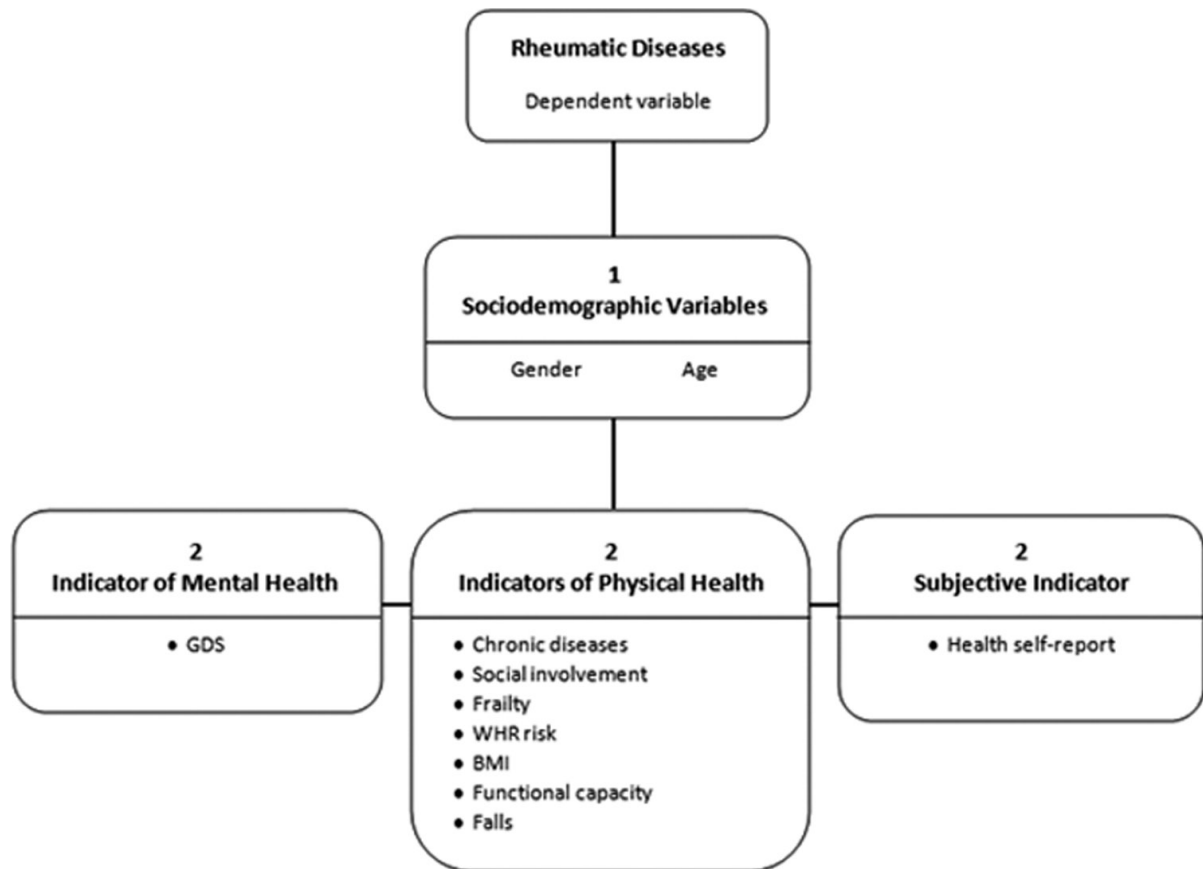 Rheumatic Diseases
Dependent variable
1
Sociodemographic Variables
Gender Age
2
Indicator of Mental Health
• GDS
2
Indicators of Physical Health
• Chronic diseases
• Social involvement
• Frailty
• WHR risk
• BMI
• Functional capacity
• Falls
2
Subjective Indicator
• Health self-report